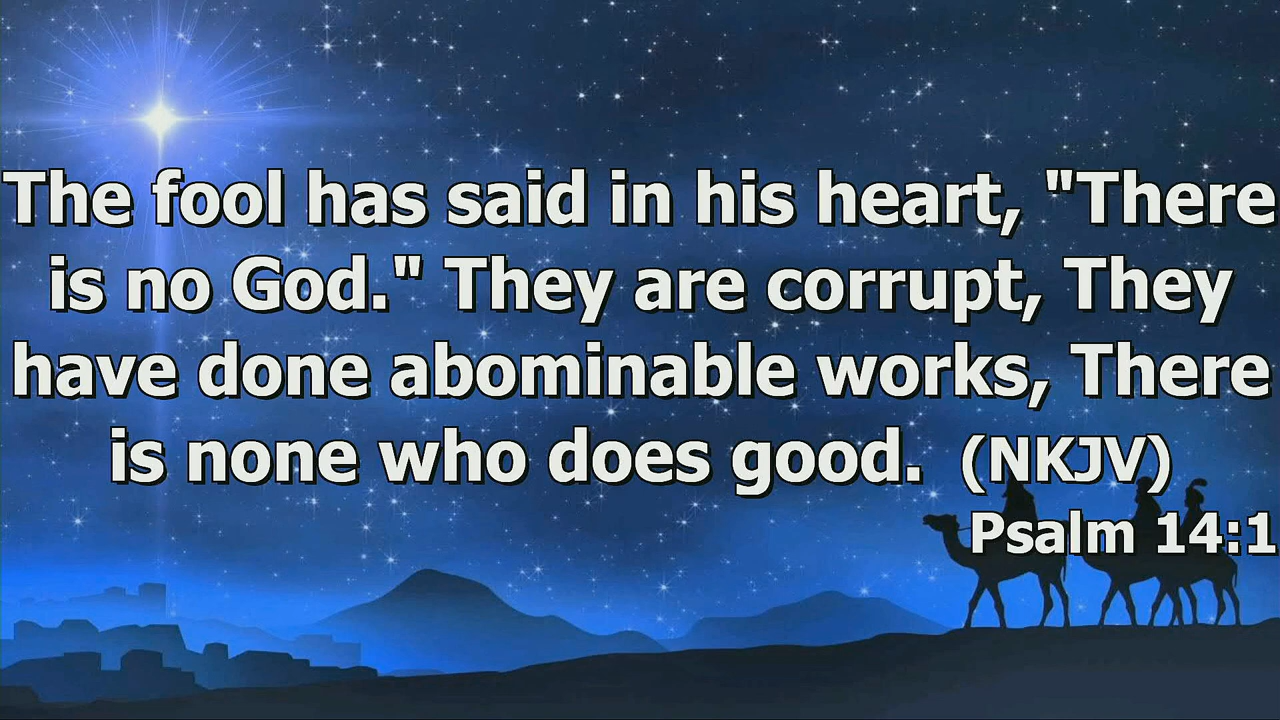 The fool has said in his heart, "There
is no God." They are corrupt, They
have done abominable works, There
is none who does good.  (NKJV)
Psalm 14:1